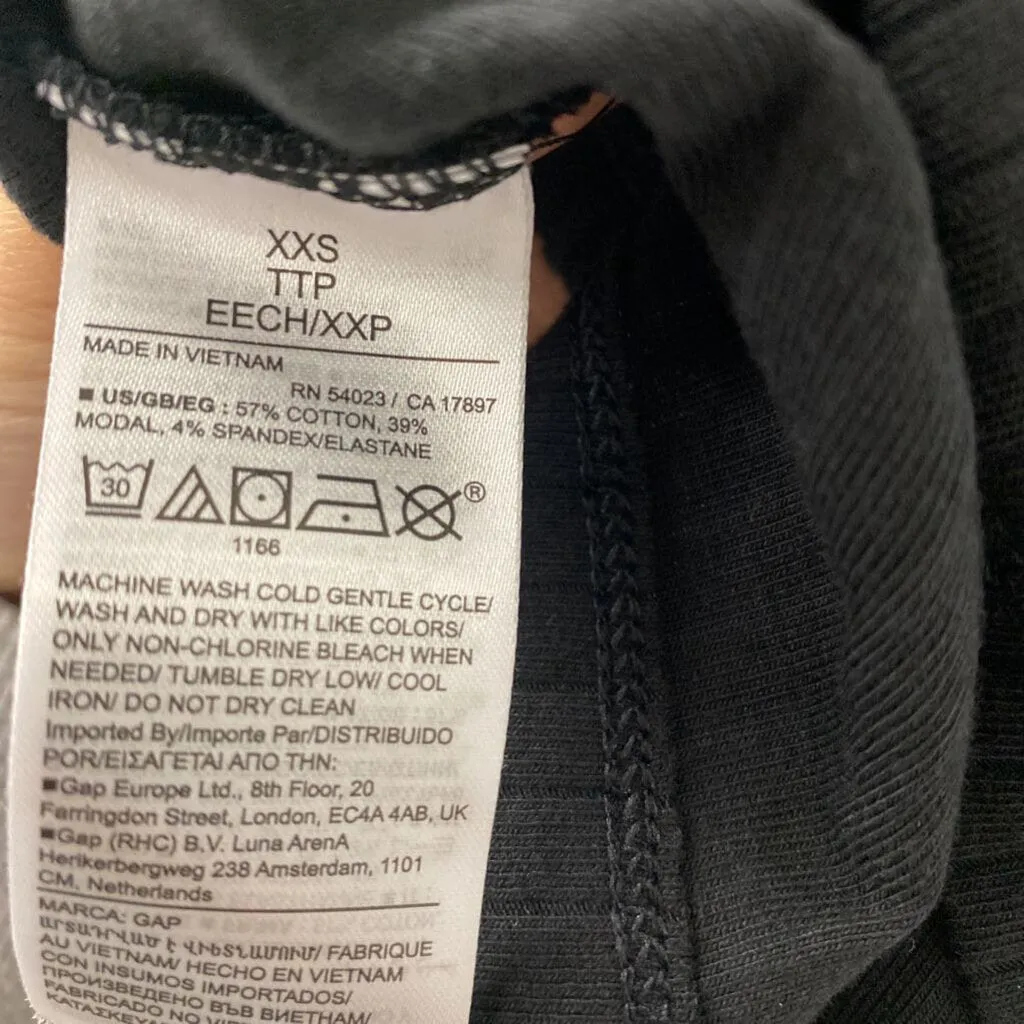 XXS
TTP
EECH/XXP
MADE IN VIETNAM
RN 54023 / CA 17897
■ US/GB/EG : 57% COTTON, 39%
MODAL, 4% SPANDEX/ELASTANE
30
®
1166
MACHINE WASH COLD GENTLE CYCLE/
WASH AND DRY WITH LIKE COLORS/
ONLY NON-CHLORINE BLEACH WHEN
NEEDED/ TUMBLE DRY LOW/ COOL
IRON/ DO NOT DRY CLEAN
Imported By/Importe Par/DISTRIBUIDO
POR/ΕΙΣΑΓΕΤΑΙ ΑΠΟ ΤΗΝ:
■Gap Europe Ltd., 8th Floor, 20
Farringdon Street, London, EC4A 4AB, UK
■Gap (RHC) B.V. Luna ArenA
Herikerbergweg 238 Amsterdam, 1101
CM, Netherlands
MARCA: GAP
ԱՐՏԱԴՐՎԱԾ Է ՎԻԵՏՆԱՄՈՒՄ/ FABRIQUE
AU VIETNAM/ HECHO EN VIETNAM
CON INSUMOS IMPORTADOS/
ПРОИЗВЕДЕНО ВЪВ ВИЕТНАМ/
FABRICADO NO